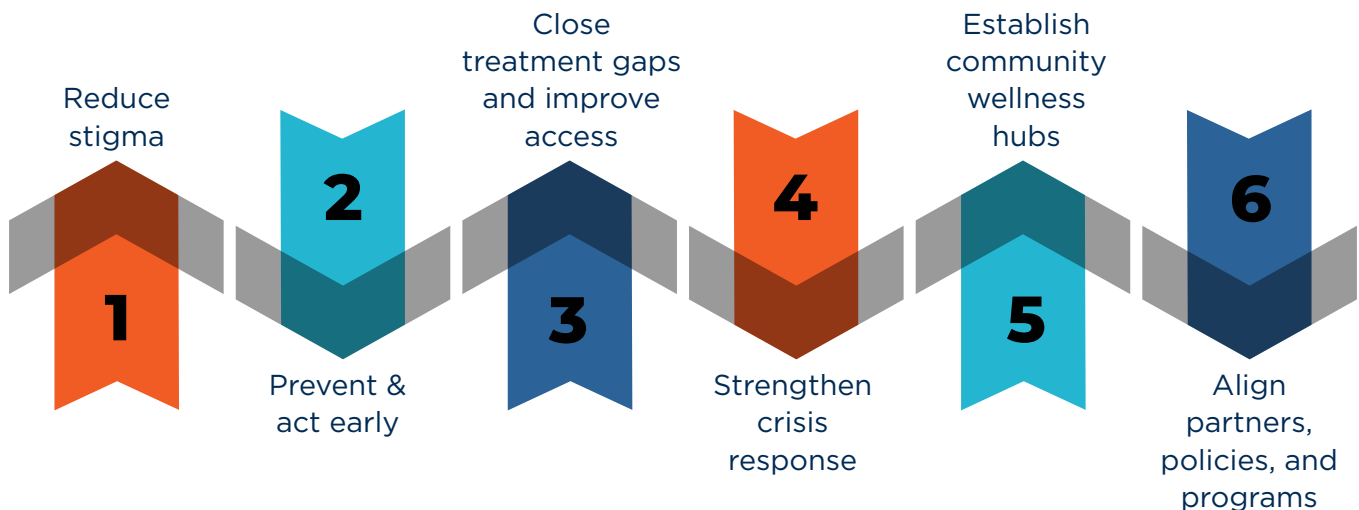 1
Reduce
stigma
2
Prevent &
act early
3
Close
treatment gaps
and improve
access
4
Strengthen
crisis
response
5
Establish
community
wellness
hubs
6
Align
partners,
policies, and
programs